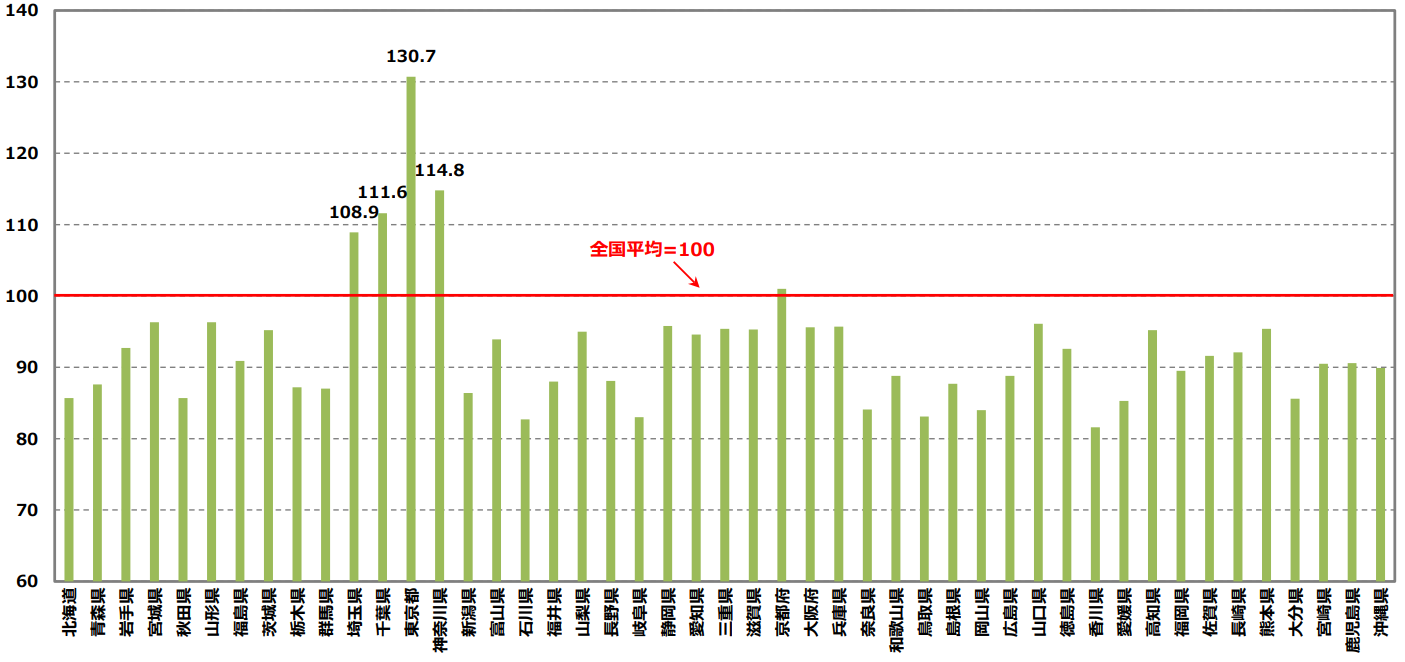 140
130
120
110
100
90
80
70
60
130.7
114.8
111.6
108.9
全国平均=100
北海道
青森県
岩手県
宮城県
秋田県
山形県
福島県
茨城県
栃木県
群馬県
埼玉県
千葉県
東京都
神奈川県
新潟県
富山県
石川県
福井県
山梨県
長野県
岐阜県
静岡県
愛知県
三重県
滋賀県
京都府
大阪府
兵庫県
奈良県
和歌山県
鳥取県
島根県
岡山県
広島県
山口県
徳島県
香川県
愛媛県
高知県
福岡県
佐賀県
長崎県
熊本県
大分県
宮崎県
鹿児島県
沖縄県